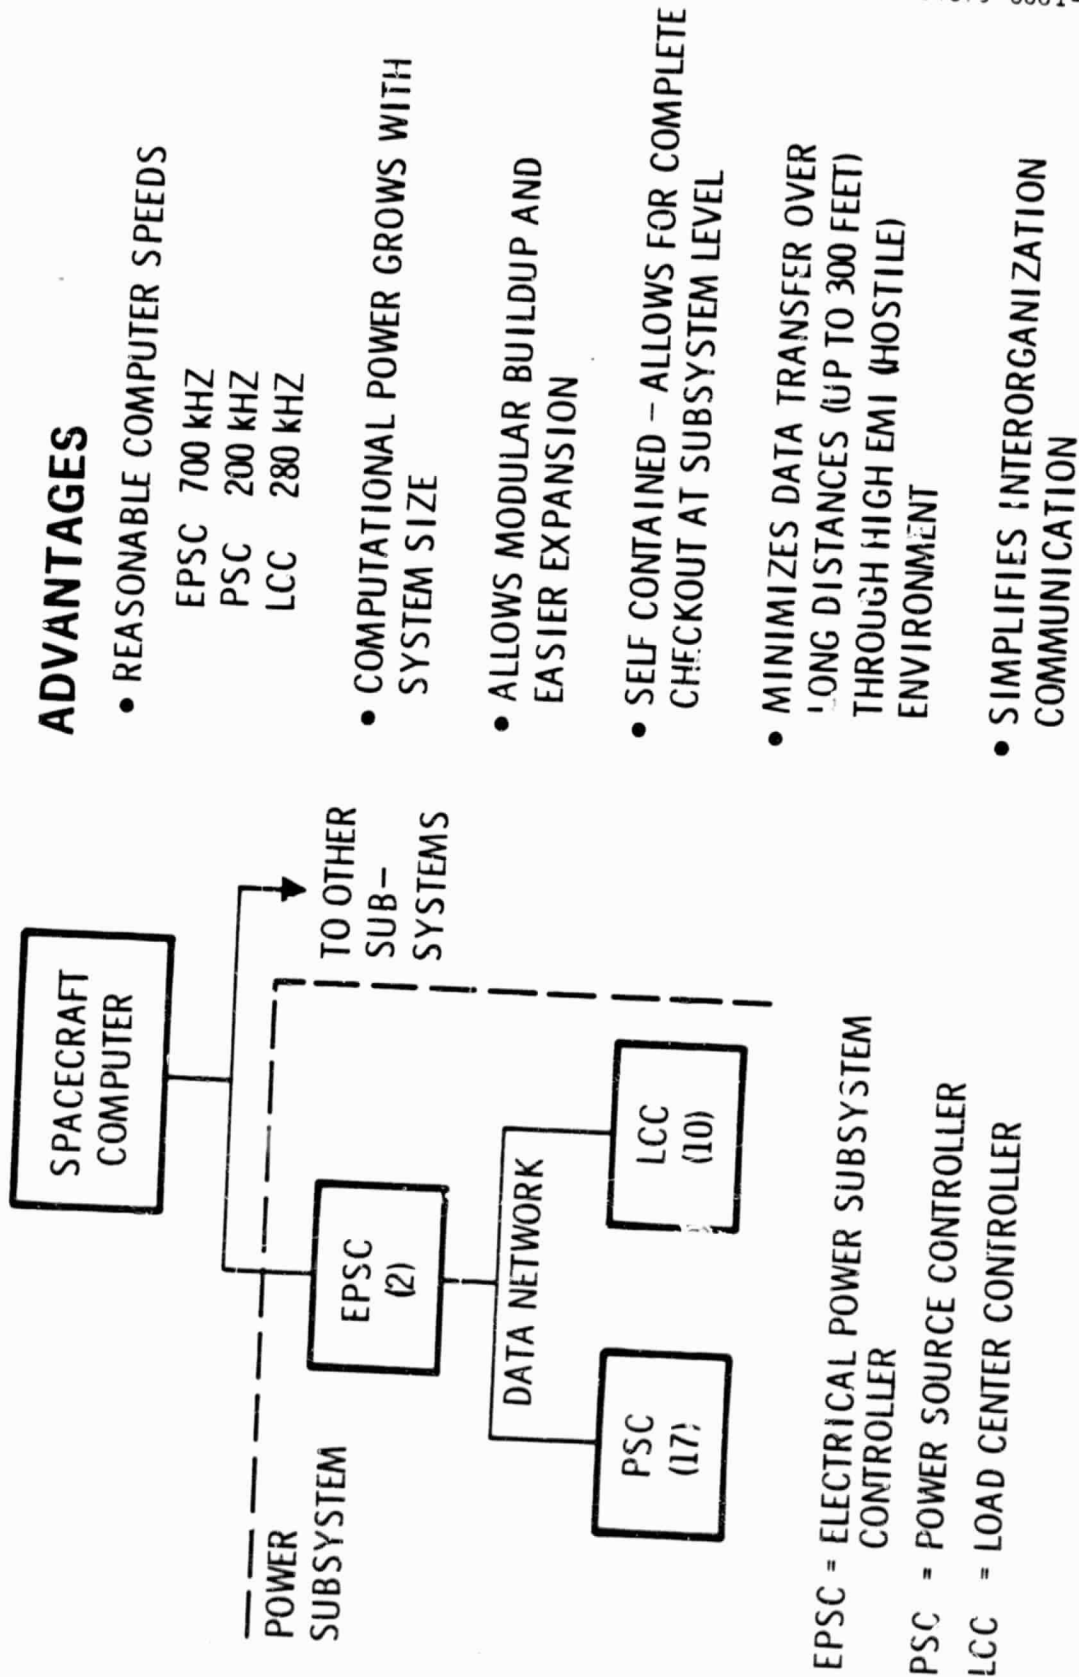 SPACECRAFT
COMPUTER
TO OTHER
SUB-
SYSTEMS
POWER
SUBSYSTEM
EPSC
(2)
DATA NETWORK
PSC
(17)
LCC
(10)
EPSC = ELECTRICAL POWER SUBSYSTEM
CONTROLLER
PSC = POWER SOURCE CONTROLLER
LCC = LOAD CENTER CONTROLLER
ADVANTAGES
• REASONABLE COMPUTER SPEEDS
EPSC 700 kHZ
PSC 200 kHZ
LCC 280 kHZ
• COMPUTATIONAL POWER GROWS WITH
SYSTEM SIZE
• ALLOWS MODULAR BUILDUP AND
EASIER EXPANSION
• SELF CONTAINED - ALLOWS FOR COMPLETE
CHECKOUT AT SUBSYSTEM LEVEL
• MINIMIZES DATA TRANSFER OVER
LONG DISTANCES (UP TO 300 FEET)
THROUGH HIGH EMI (HOSTILE)
ENVIRONMENT
• SIMPLIFIES INTERORGANIZATION
COMMUNICATION